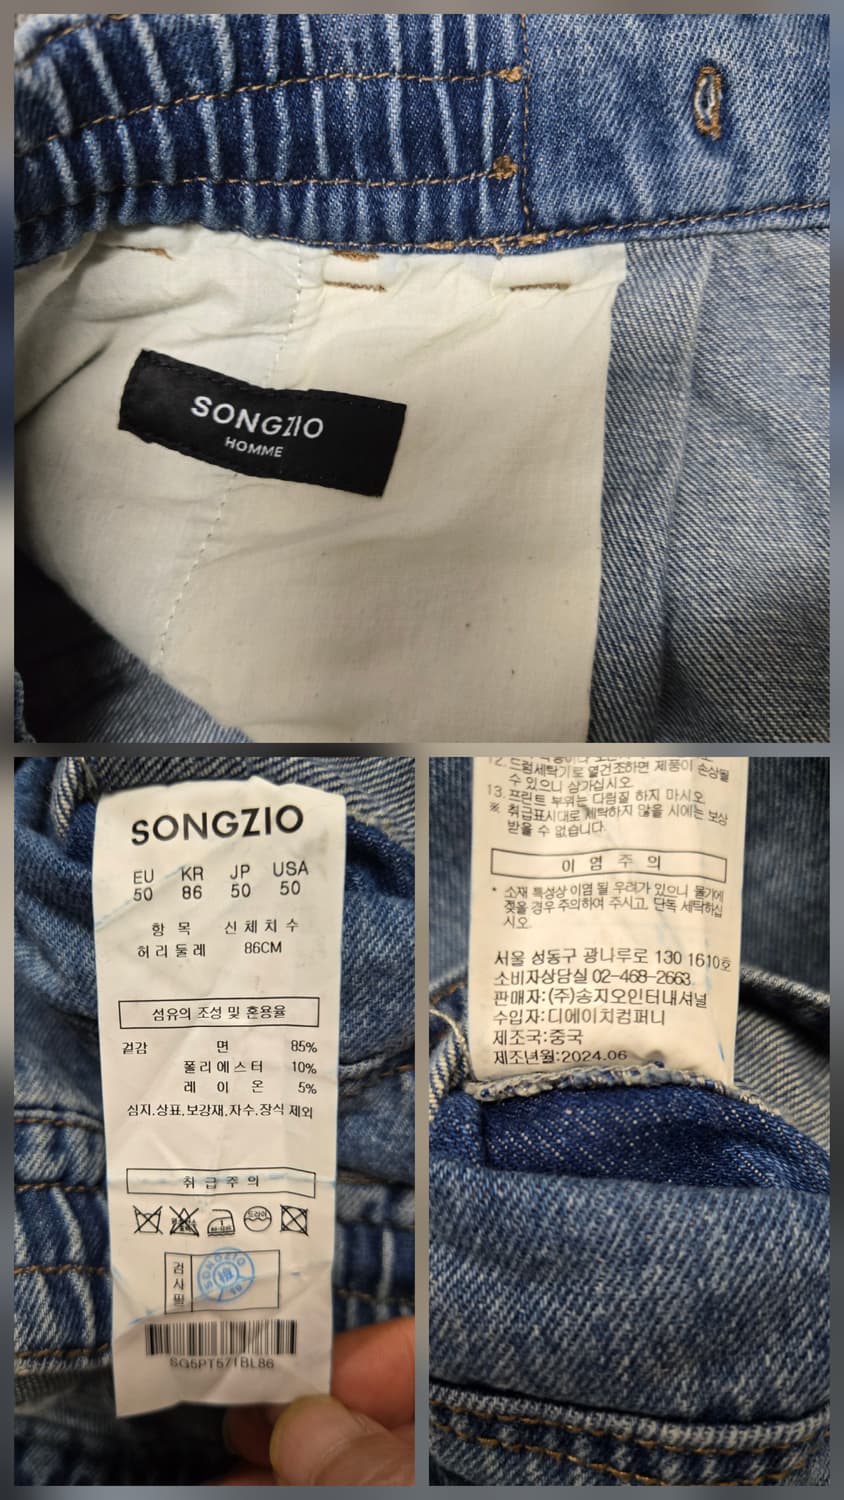 SONGZIO
HOMME
SONGZIO
EU KR JP USA
50 86 50 50
항 목 신 체 치 수
허 리 둘 레 86CM
섬유의 조성 및 혼용율
겉감 면 85%
폴 리 에 스 터 10%
레 이 온 5%
심지,상표,보강재,자수,장식 제외
취 급 주 의
드라이
검
사
필
SONGZIO
SG5PT571BL86
12. 드럼세탁기로 열건조하면 제품이 손상될
수 있으니 삼가십시오.
13. 프린트 부위는 다림질 하지 마시오.
※ 취급표시대로 세탁하지 않을 시에는 보상
받을 수 없습니다.
이 염 주 의
* 소재 특성상 이염 될 우려가 있으니 물기에
젖을 경우 주의하여 주시고, 단독 세탁하십
시오.
서울 성동구 광나루로 130 1610호
소비자상담실 02-468-2663
판매자:(주)송지오인터내셔널
수입자:디에이치컴퍼니
제조국:중국
제조년월:2024.06